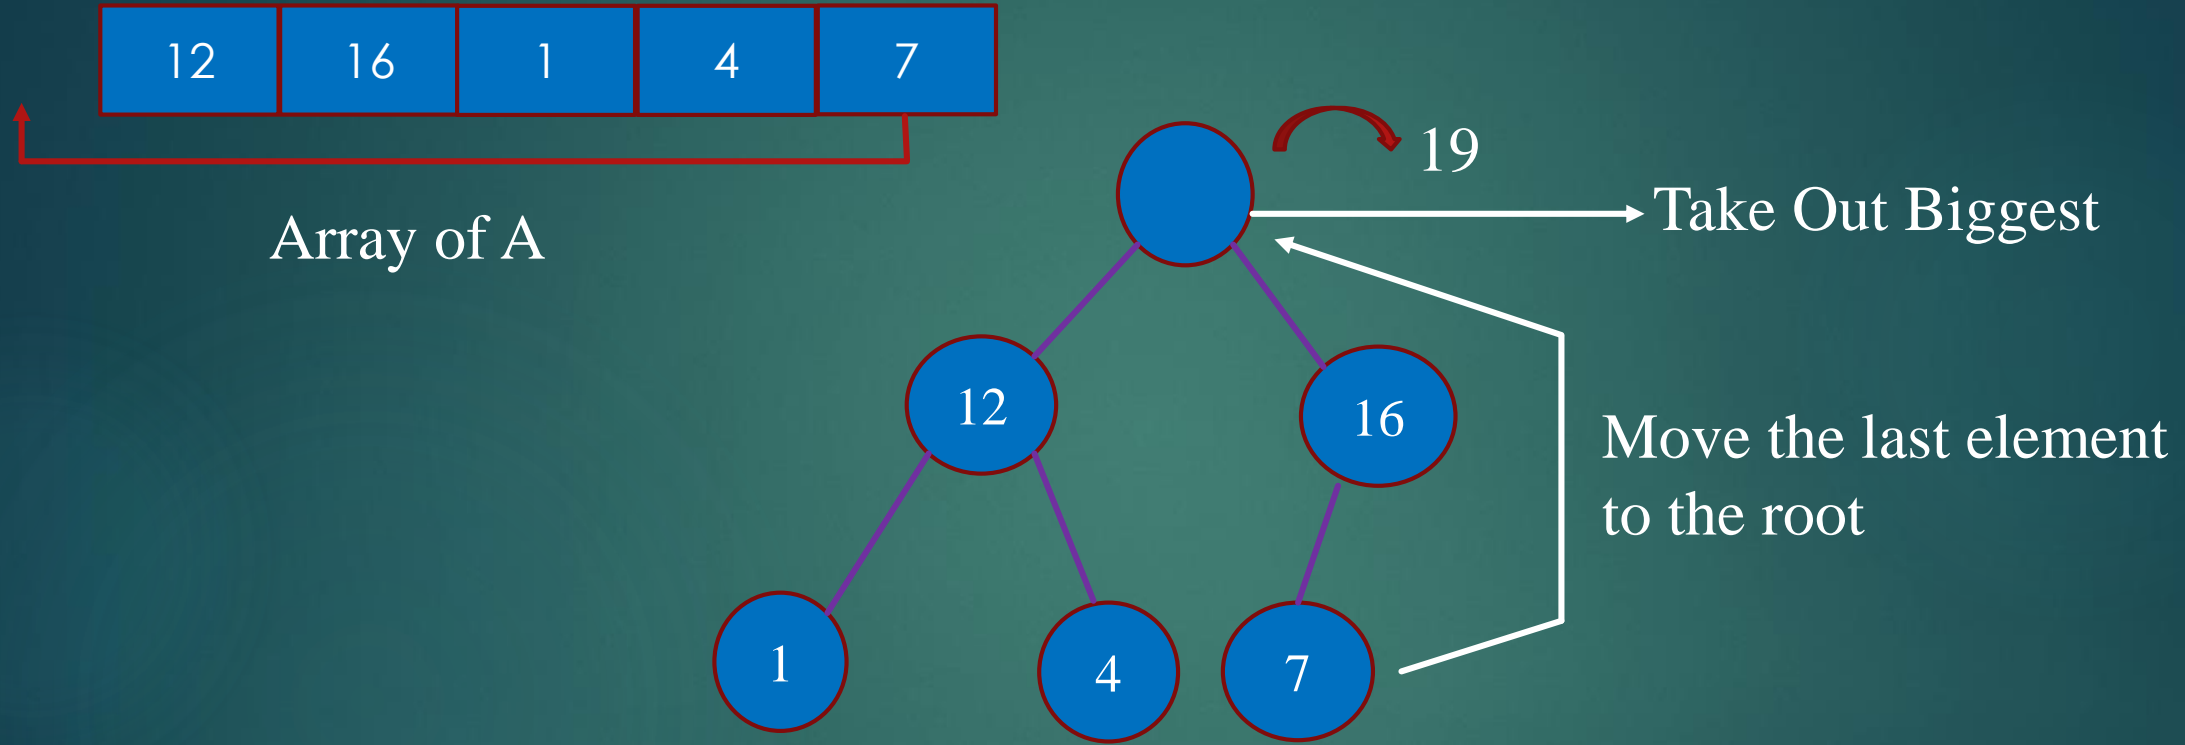 12 16 1 4 7
19
Take Out Biggest
Array of A
12
16
Move the last element
to the root
1
4
7